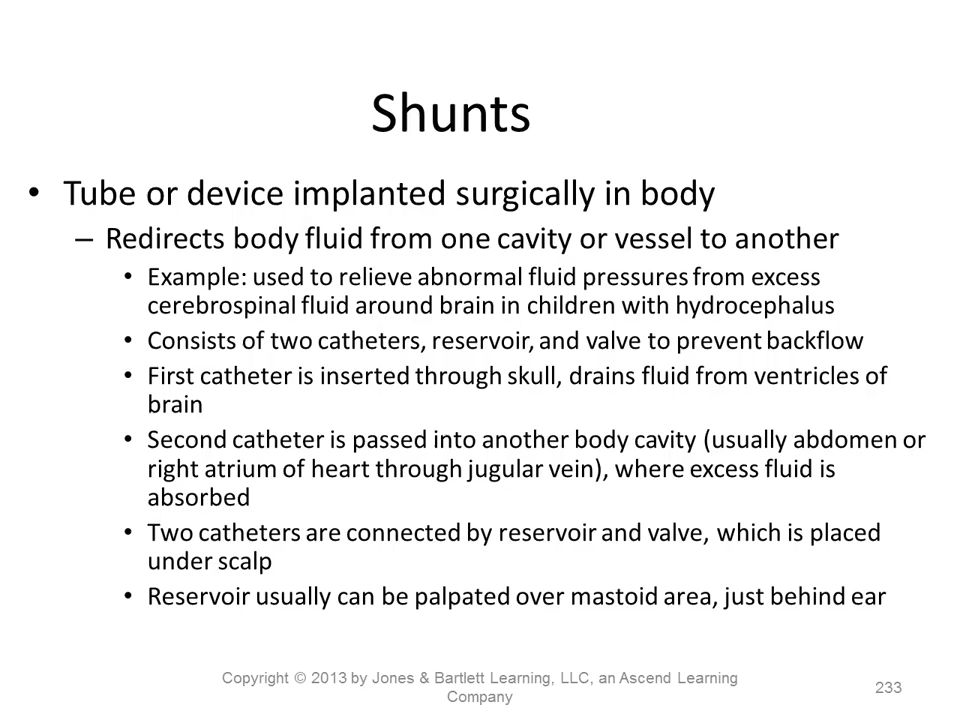 Shunts
• Tube or device implanted surgically in body
– Redirects body fluid from one cavity or vessel to another
• Example: used to relieve abnormal fluid pressures from excess
cerebrospinal fluid around brain in children with hydrocephalus
• Consists of two catheters, reservoir, and valve to prevent backflow
• First catheter is inserted through skull, drains fluid from ventricles of
brain
• Second catheter is passed into another body cavity (usually abdomen or
right atrium of heart through jugular vein), where excess fluid is
absorbed
• Two catheters are connected by reservoir and valve, which is placed
under scalp
• Reservoir usually can be palpated over mastoid area, just behind ear
Copyright © 2013 by Jones & Bartlett Learning, LLC, an Ascend Learning
Company
233